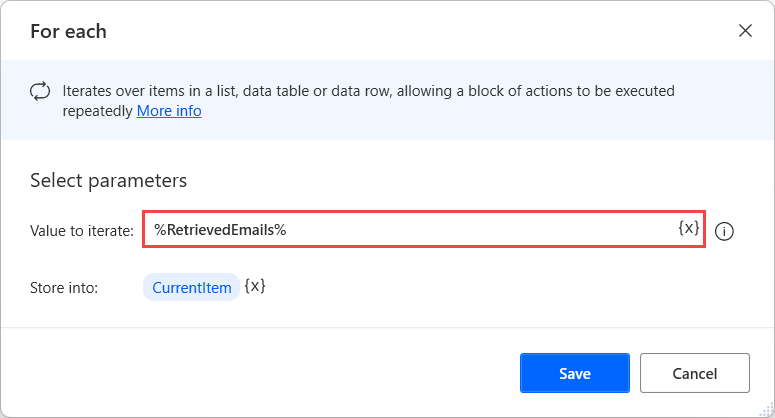 For each
Iterates over items in a list, data table or data row, allowing a block of actions to be executed
repeatedly More info
Select parameters
Value to iterate: %RetrievedEmails% {x}
Store into: CurrentItem {x}
Save Cancel